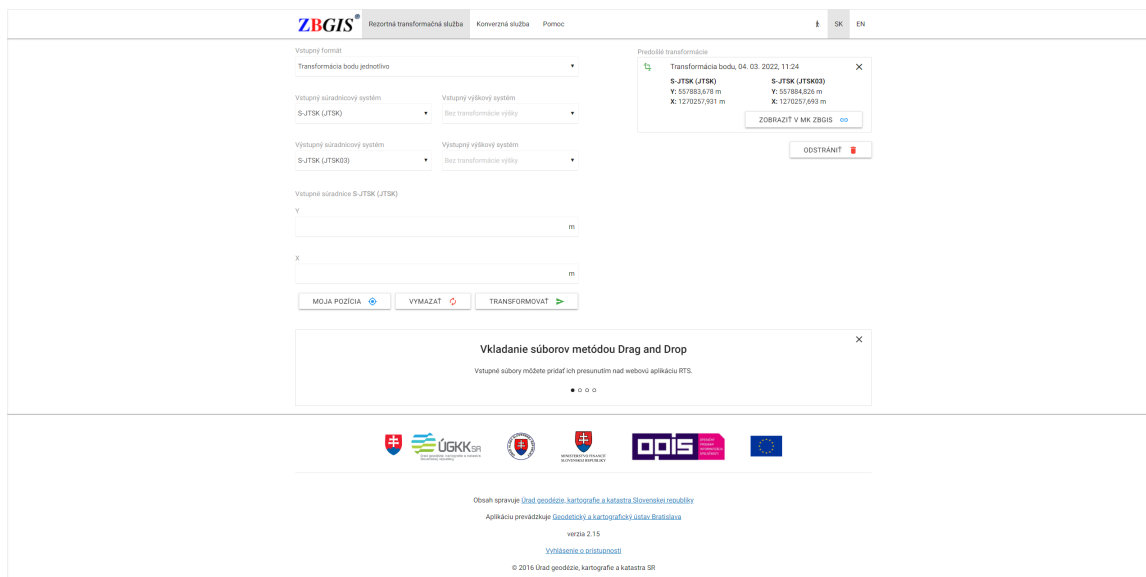 ZBGIS®
Rezortná transformačná služba
Konverzná služba
Pomoc
SK
EN
Vstupný formát
Transformácia bodu jednotlivo
Vstupný súradnicový systém
Vstupný výškový systém
S-JTSK (JTSK)
Bez transformácie výšky
Výstupný súradnicový systém
Výstupný výškový systém
S-JTSK (JTSK03)
Bez transformácie výšky
Vstupné súradnice S-JTSK (JTSK)
Y
m
X
m
MOJA POZÍCIA
VYMAZAŤ
TRANSFORMOVAŤ
Predošlé transformácie
Transformácia bodu, 04. 03. 2022, 11:24
S-JTSK (JTSK)
S-JTSK (JTSK03)
Y: 557883,678 m
Y: 557884,826 m
X: 1270257,931 m
X: 1270257,693 m
ZOBRAZIŤ V MK ZBGIS
ODSTRÁNIŤ
Vkladanie súborov metódou Drag and Drop
Vstupné súbory môžete pridať ich presunutím nad webovú aplikáciu RTS.
ÚGKK SR
MINISTERSTVO FINANCIÍ
SLOVENSKEJ REPUBLIKY
opis
Obsah spravuje Úrad geodézie, kartografie a katastra Slovenskej republiky
Aplikáciu prevádzkuje Geodetický a kartografický ústav Bratislava
verzia 2.15
Vyhlásenie o prístupnosti
© 2016 Úrad geodézie, kartografie a katastra SR